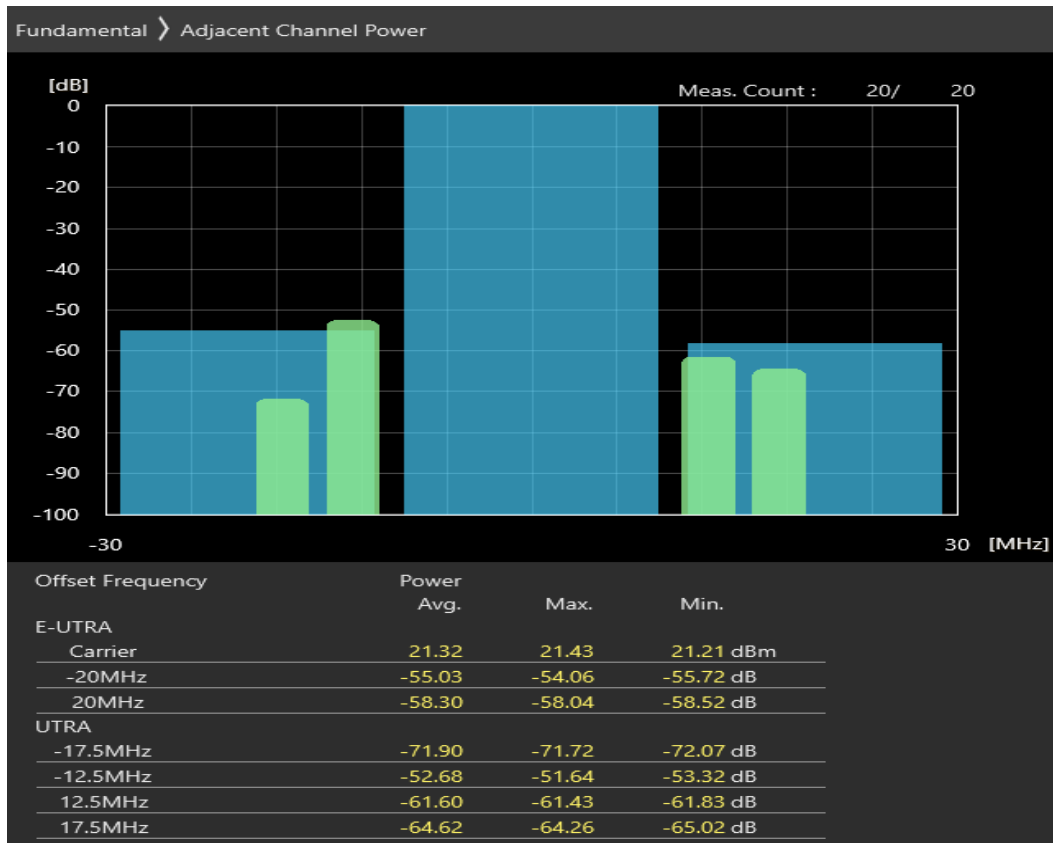 Fundamental 〉 Adjacent Channel Power
[dB]
Meas. Count : 20/ 20
0
-10
-20
-30
-40
-50
-60
-70
-80
-90
-100
-30 30 [MHz]
Offset Frequency Power
Avg. Max. Min.
E-UTRA
Carrier 21.32 21.43 21.21 dBm
-20MHz -55.03 -54.06 -55.72 dB
20MHz -58.30 -58.04 -58.52 dB
UTRA
-17.5MHz -71.90 -71.72 -72.07 dB
-12.5MHz -52.68 -51.64 -53.32 dB
12.5MHz -61.60 -61.43 -61.83 dB
17.5MHz -64.62 -64.26 -65.02 dB